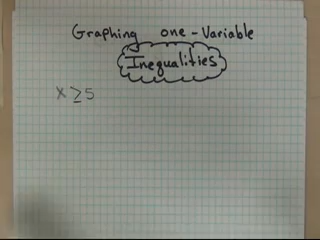 Graphing one-Variable
Inequalities
x ≥ 5